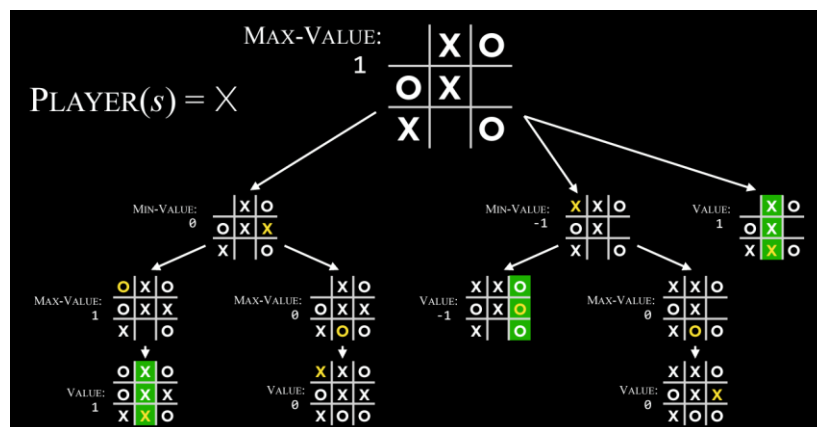 MAX-VALUE:
1
X O
O X
X O
PLAYER(s) = X
MIN-VALUE:
0
X O
O X X
X O
MIN-VALUE:
-1
X X O
O X
X O
VALUE:
1
X O
O X
X X O
MAX-VALUE:
1
O X O
O X X
X O
MAX-VALUE:
0
X O
O X X
X O O
VALUE:
-1
X X O
O X O
X O
MAX-VALUE:
0
X X O
O X
X O O
VALUE:
1
O X O
O X X
X X O
VALUE:
0
X X O
O X X
X O O
VALUE:
0
X X O
O X X
X O O